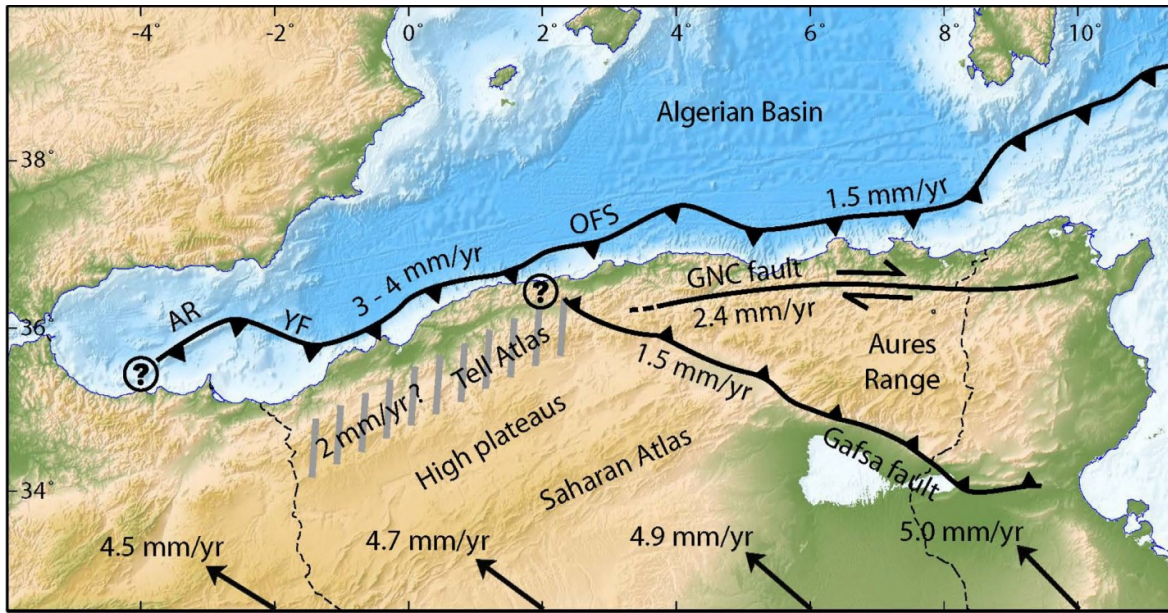 -4° -2° 0° 2° 4° 6° 8° 10°
38°
36°
34°
Algerian Basin
1.5 mm/yr
OFS
3 - 4 mm/yr
AR
YF
?
?
GNC fault
2.4 mm/yr
Aures
Range
Tell Atlas
2 mm/yr ?
1.5 mm/yr
High plateaus
Saharan Atlas
Gafsa fault
4.5 mm/yr
4.7 mm/yr
4.9 mm/yr
5.0 mm/yr